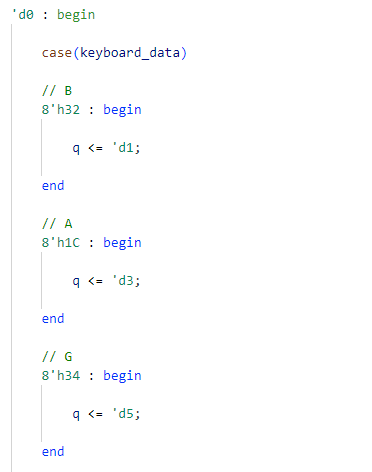 'd0 : begin
case(keyboard_data)
// B
8'h32 : begin
q <= 'd1;
end
// A
8'h1C : begin
q <= 'd3;
end
// G
8'h34 : begin
q <= 'd5;
end